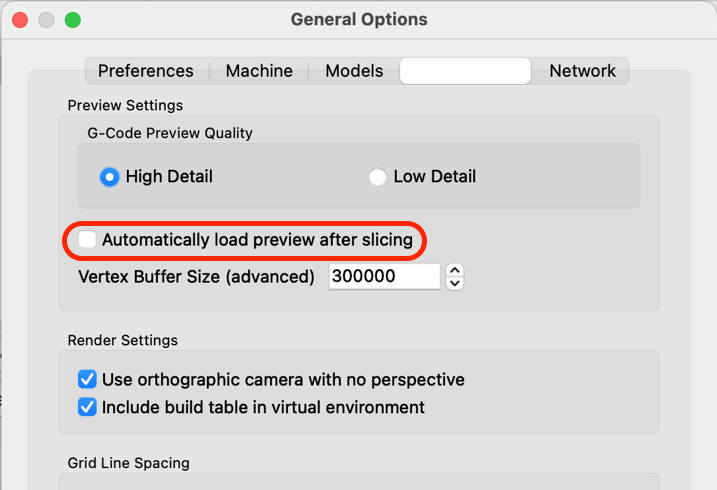 General Options
Preferences Machine Models Network
Preview Settings
G-Code Preview Quality
High Detail Low Detail
Automatically load preview after slicing
Vertex Buffer Size (advanced) 300000
Render Settings
Use orthographic camera with no perspective
Include build table in virtual environment
Grid Line Spacing